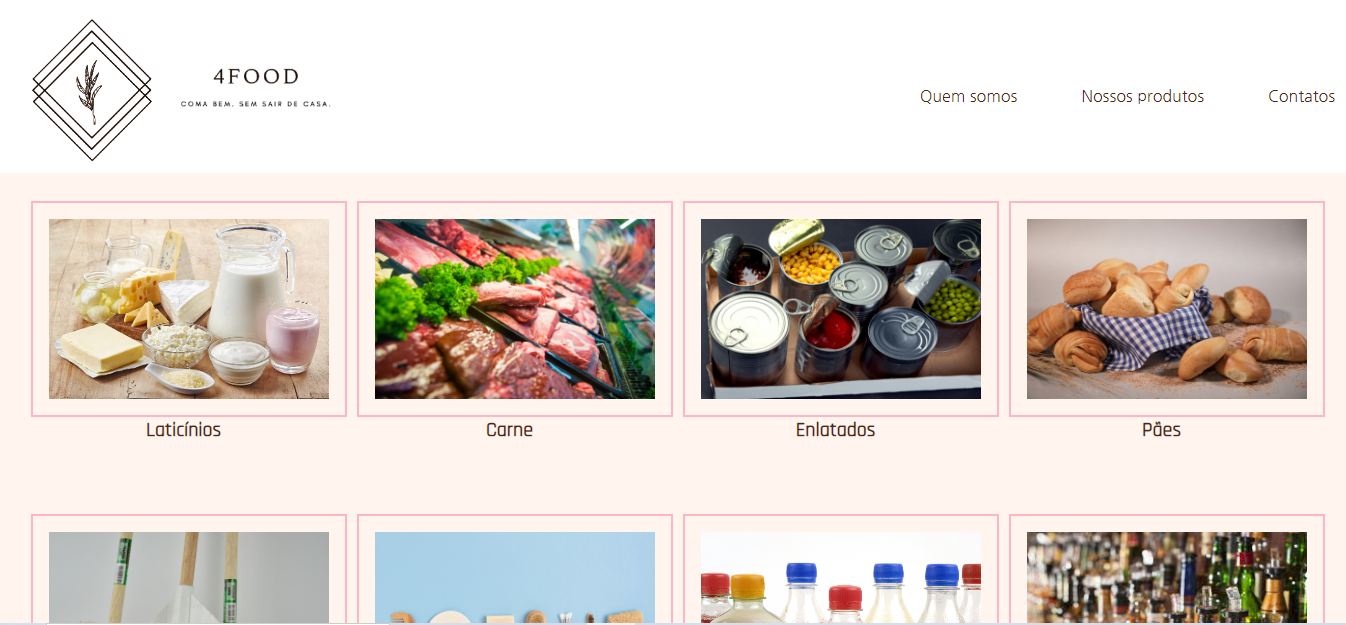 4FOOD
COMA BEM. SEM SAIR DE CASA.
Quem somos
Nossos produtos
Contatos
Laticínios
Carne
Enlatados
Pães